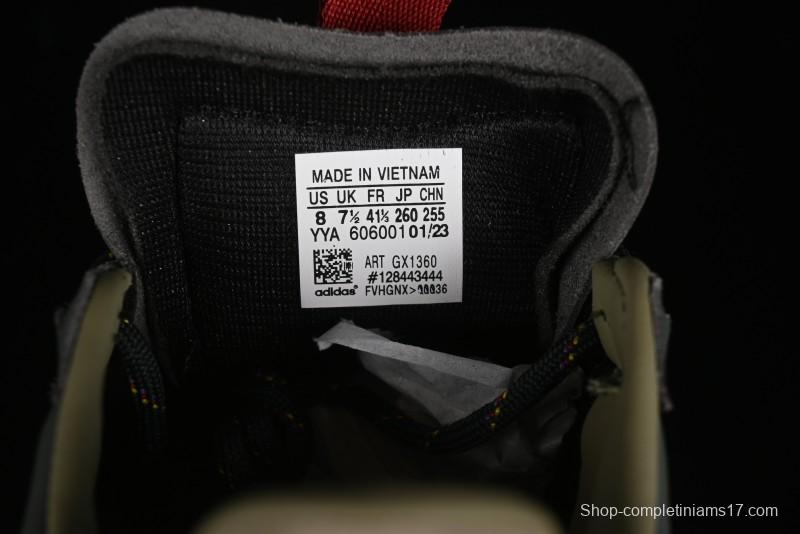 MADE IN VIETNAM
US UK FR JP CHN
8 7½ 41⅓ 260 255
YYA 606001 01/23
ART GX1360
#128443444
adidas® FVHGNX>
Shop-completiniams17.com